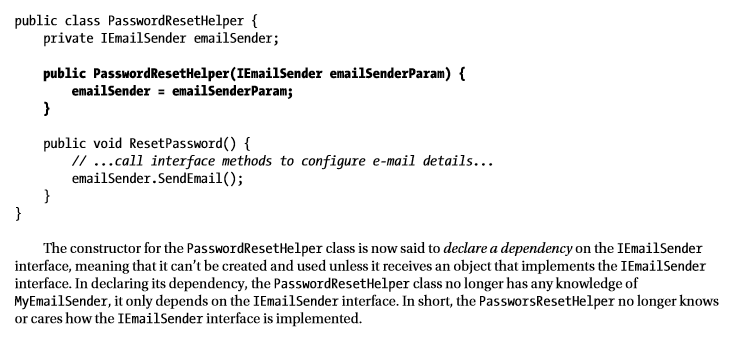 public class PasswordResetHelper {
    private IEmailSender emailSender;
    public PasswordResetHelper(IEmailSender emailSenderParam) {
        emailSender = emailSenderParam;
    }
    public void ResetPassword() {
        // ...call interface methods to configure e-mail details...
        emailSender.SendEmail();
    }
}
The constructor for the PasswordResetHelper class is now said to declare a dependency on the IEmailSender
interface, meaning that it can't be created and used unless it receives an object that implements the IEmailSender
interface. In declaring its dependency, the PasswordResetHelper class no longer has any knowledge of
MyEmailSender, it only depends on the IEmailSender interface. In short, the PassworsResetHelper no longer knows
or cares how the IEmailSender interface is implemented.